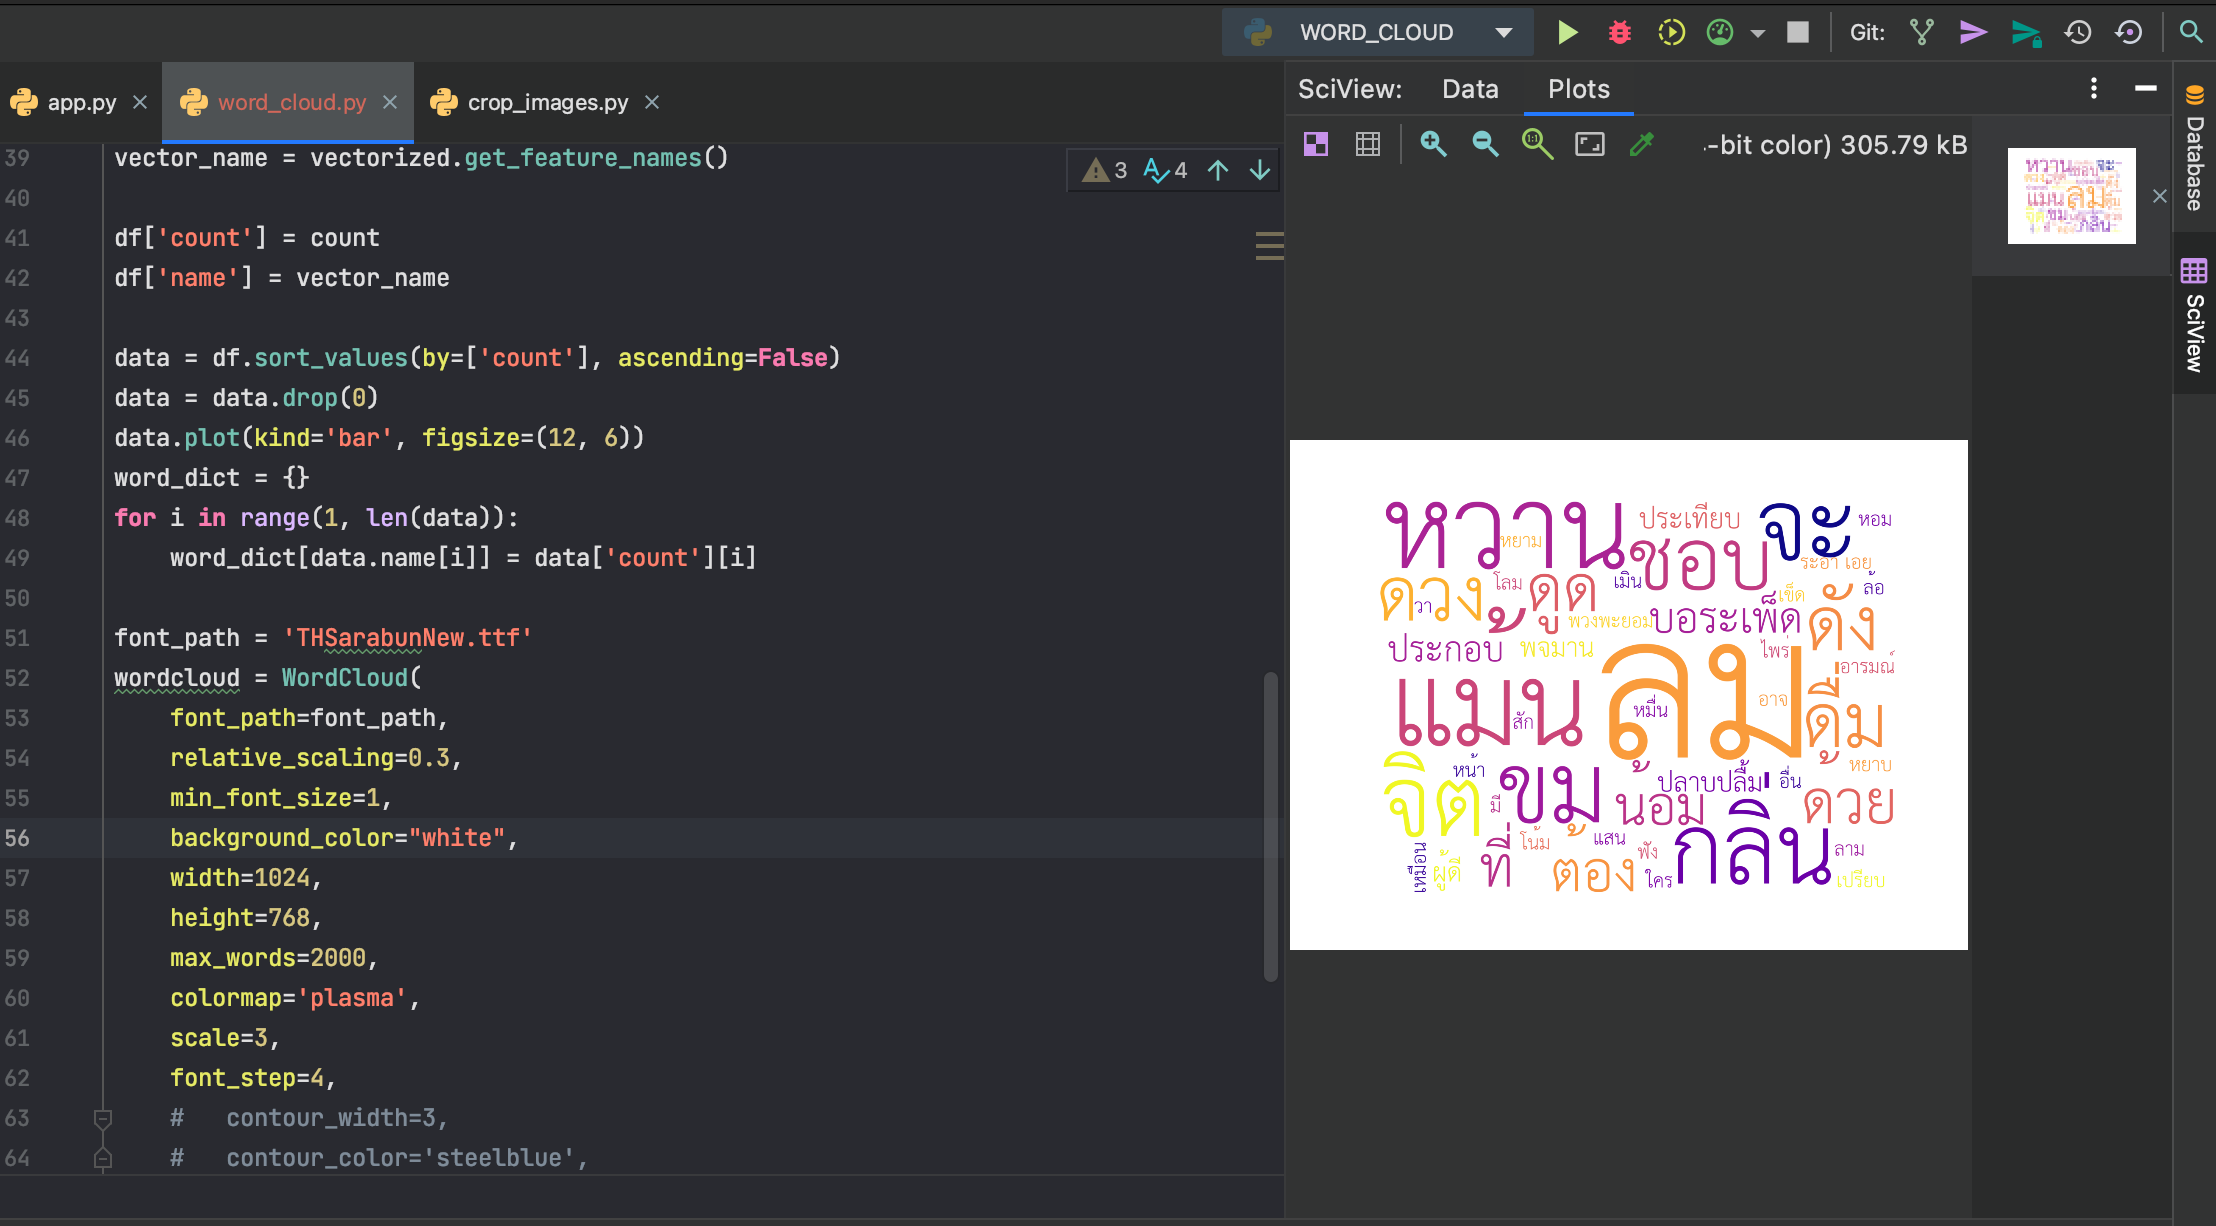 WORD_CLOUD
Git:
app.py
word_cloud.py
crop_images.py
SciView:
Data
Plots
-bit color) 305.79 kB
3
4
39 vector_name = vectorized.get_feature_names()
40
41 df['count'] = count
42 df['name'] = vector_name
43
44 data = df.sort_values(by=['count'], ascending=False)
45 data = data.drop(0)
46 data.plot(kind='bar', figsize=(12, 6))
47 word_dict = {}
48 for i in range(1, len(data)):
49 word_dict[data.name[i]] = data['count'][i]
50
51 font_path = 'THSarabunNew.ttf'
52 wordcloud = WordCloud(
53 font_path=font_path,
54 relative_scaling=0.3,
55 min_font_size=1,
56 background_color="white",
57 width=1024,
58 height=768,
59 max_words=2000,
60 colormap='plasma',
61 scale=3,
62 font_step=4,
63 # contour_width=3,
64 # contour_color='steelblue',
หวาน ประเทียบ จะ หอม
หยาม ชอบ ระอา เอย
ดวง วา โลม ดูด เมิน เข็ด ล้อ
พวงพะยอม บอระเพ็ด ดัง
ประกอบ พจมาน ไพร อารมณ์
แมน สัก ลม หมื่น อาจ ดื่ม
จิต หน้า ขม ปลาบปลื้ม อื่น หยาบ
มี น้อม ด้วย
ที่ โน้ม แสน ต้อง ฟัง กลิ่น ลาม
เหมือน ผู้ดี ใคร เปรียบ
Database
SciView